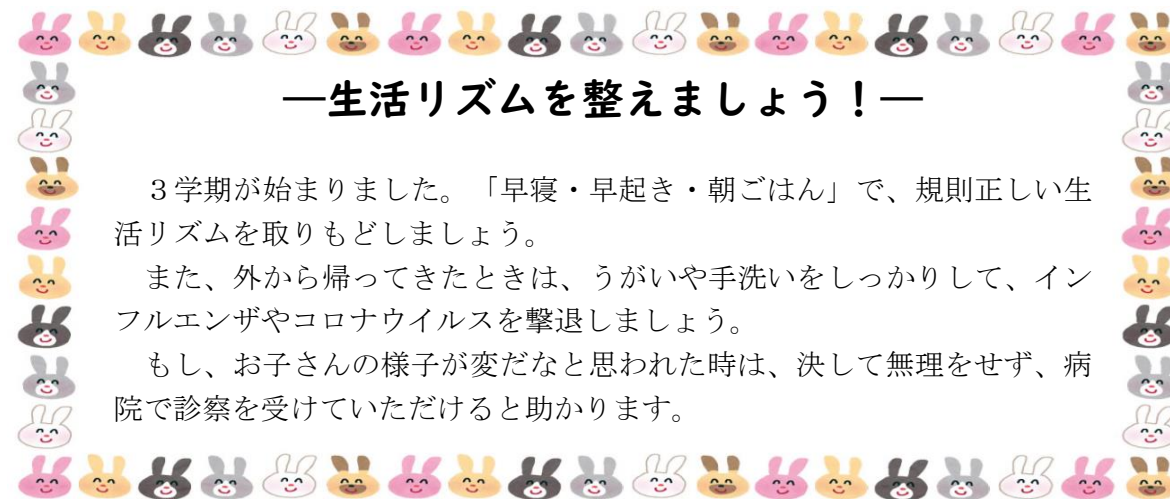 ―生活リズムを整えましょう！―
　３学期が始まりました。「早寝・早起き・朝ごはん」で、規則正しい生
活リズムを取りもどしましょう。
　また、外から帰ってきたときは、うがいや手洗いをしっかりして、イン
フルエンザやコロナウイルスを撃退しましょう。
　もし、お子さんの様子が変だなと思われた時は、決して無理をせず、病
院で診察を受けていただけると助かります。